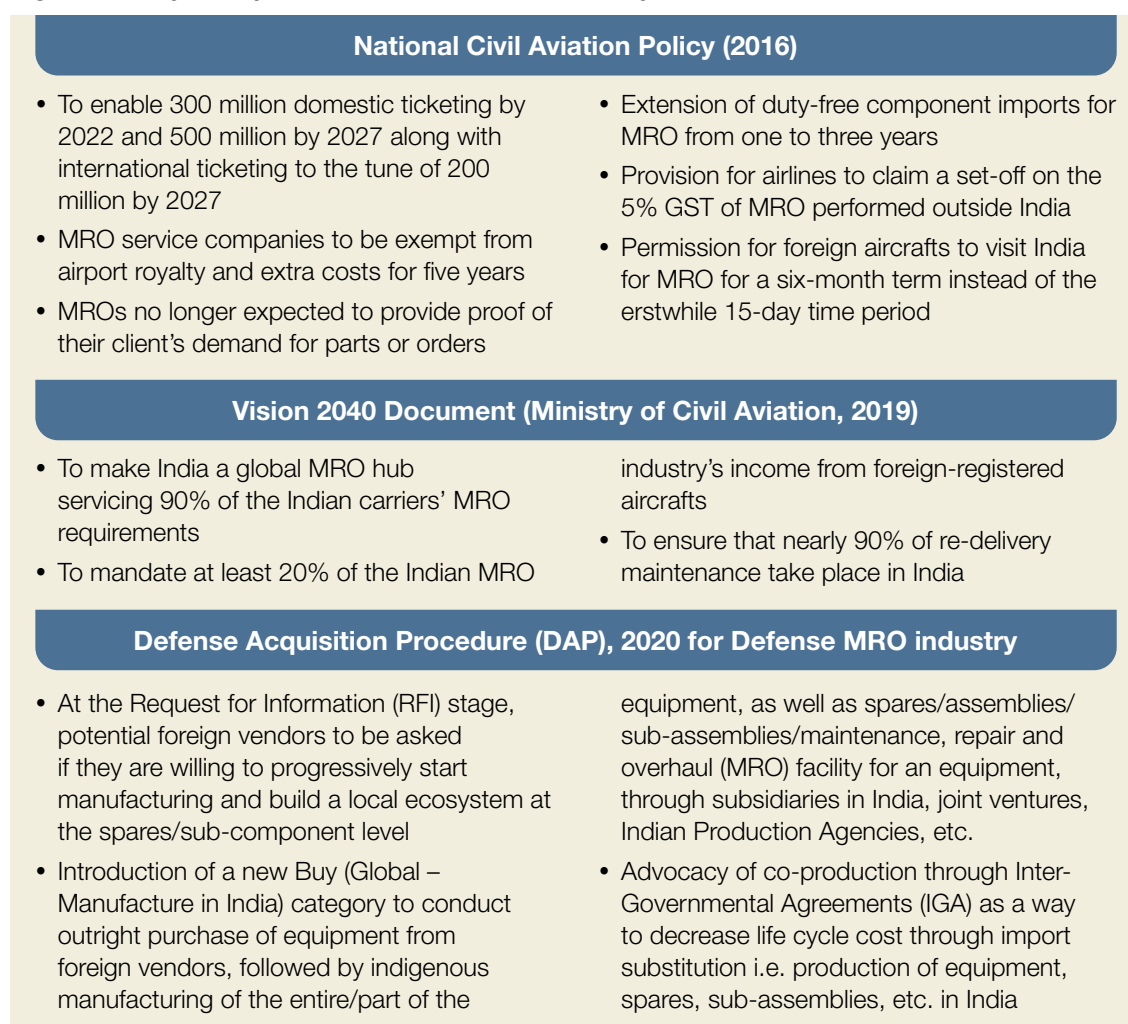 National Civil Aviation Policy (2016)
• To enable 300 million domestic ticketing by
2022 and 500 million by 2027 along with
international ticketing to the tune of 200
million by 2027
• MRO service companies to be exempt from
airport royalty and extra costs for five years
• MROs no longer expected to provide proof of
their client's demand for parts or orders
• Extension of duty-free component imports for
MRO from one to three years
• Provision for airlines to claim a set-off on the
5% GST of MRO performed outside India
• Permission for foreign aircrafts to visit India
for MRO for a six-month term instead of the
erstwhile 15-day time period
Vision 2040 Document (Ministry of Civil Aviation, 2019)
• To make India a global MRO hub
servicing 90% of the Indian carriers' MRO
requirements
• To mandate at least 20% of the Indian MRO
industry's income from foreign-registered
aircrafts
• To ensure that nearly 90% of re-delivery
maintenance take place in India
Defense Acquisition Procedure (DAP), 2020 for Defense MRO industry
• At the Request for Information (RFI) stage,
potential foreign vendors to be asked
if they are willing to progressively start
manufacturing and build a local ecosystem at
the spares/sub-component level
• Introduction of a new Buy (Global –
Manufacture in India) category to conduct
outright purchase of equipment from
foreign vendors, followed by indigenous
manufacturing of the entire/part of the
equipment, as well as spares/assemblies/
sub-assemblies/maintenance, repair and
overhaul (MRO) facility for an equipment,
through subsidiaries in India, joint ventures,
Indian Production Agencies, etc.
• Advocacy of co-production through Inter-
Governmental Agreements (IGA) as a way
to decrease life cycle cost through import
substitution i.e. production of equipment,
spares, sub-assemblies, etc. in India